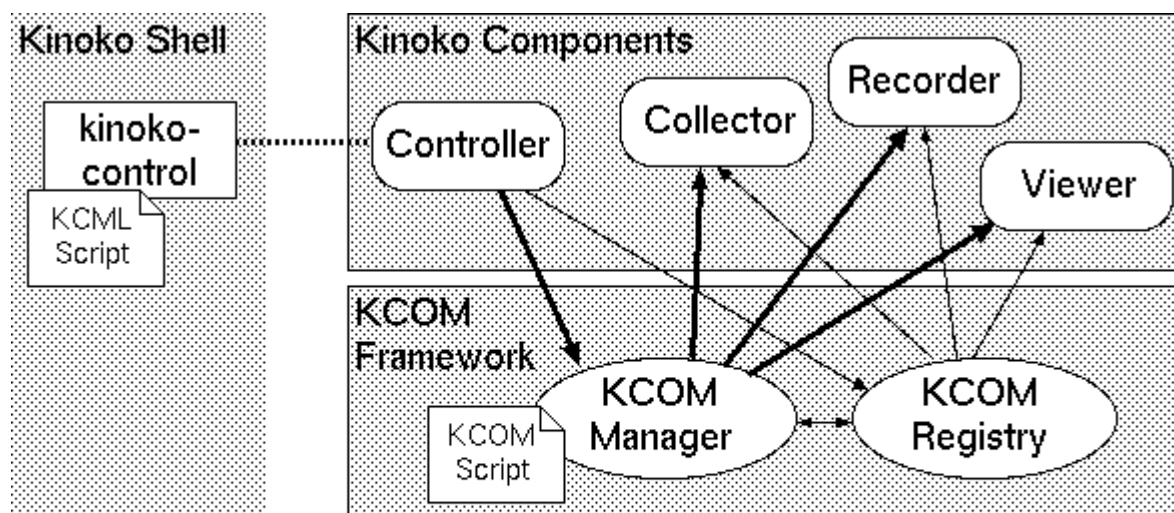 Kinoko Shell
kinoko-
control
KCML
Script
Kinoko Components
Controller
Collector
Recorder
Viewer
KCOM
Framework
KCOM
Manager
KCOM
Script
KCOM
Registry